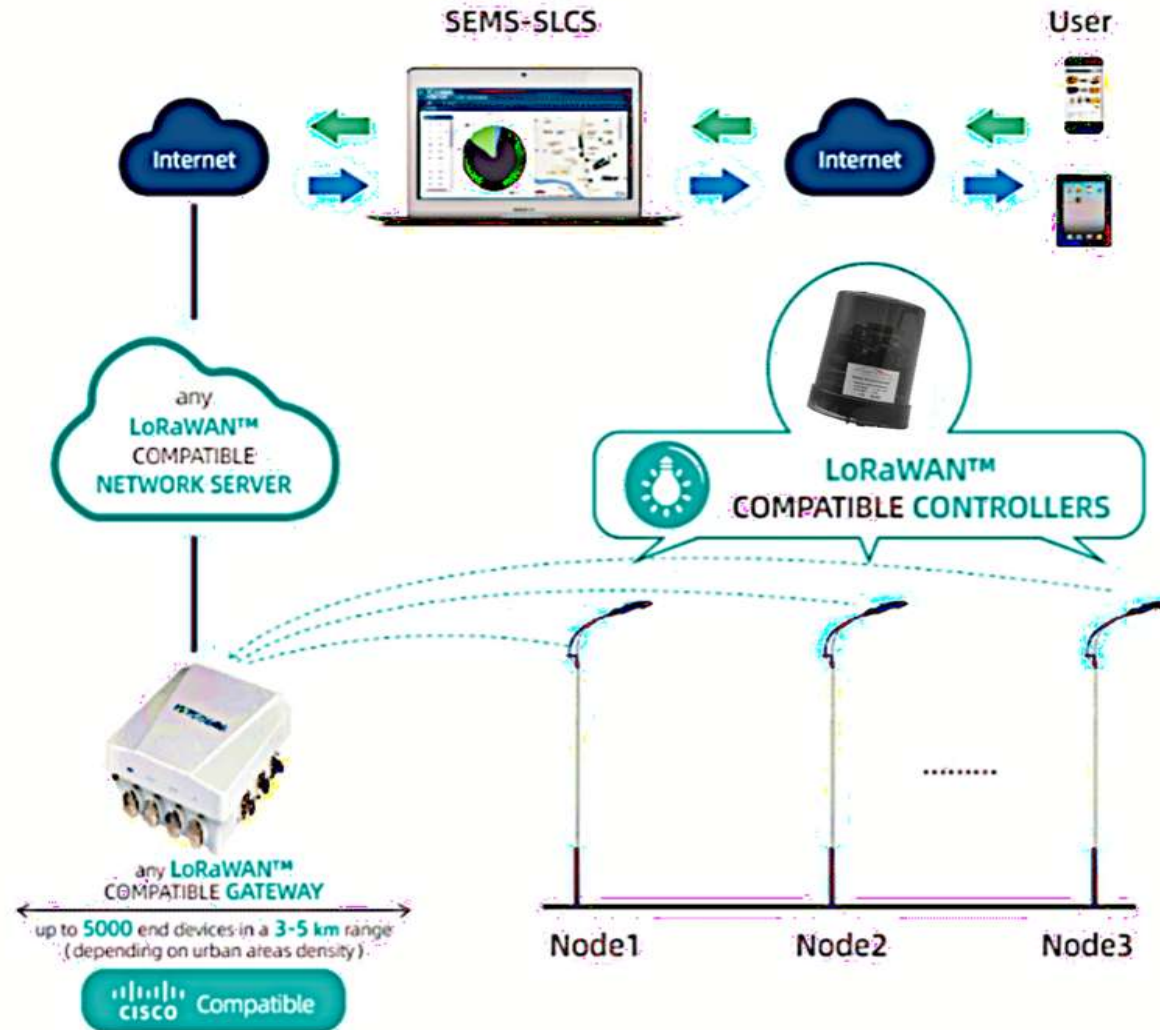 SEMS-SLCS
User
Internet
Internet
any
LoRaWAN™
COMPATIBLE
NETWORK SERVER
LoRaWAN™
COMPATIBLE CONTROLLERS
any LoRaWAN™
COMPATIBLE GATEWAY
up to 5000 end devices in a 3-5 km range
(depending on urban areas density)
CISCO Compatible
.........
Node1
Node2
Node3